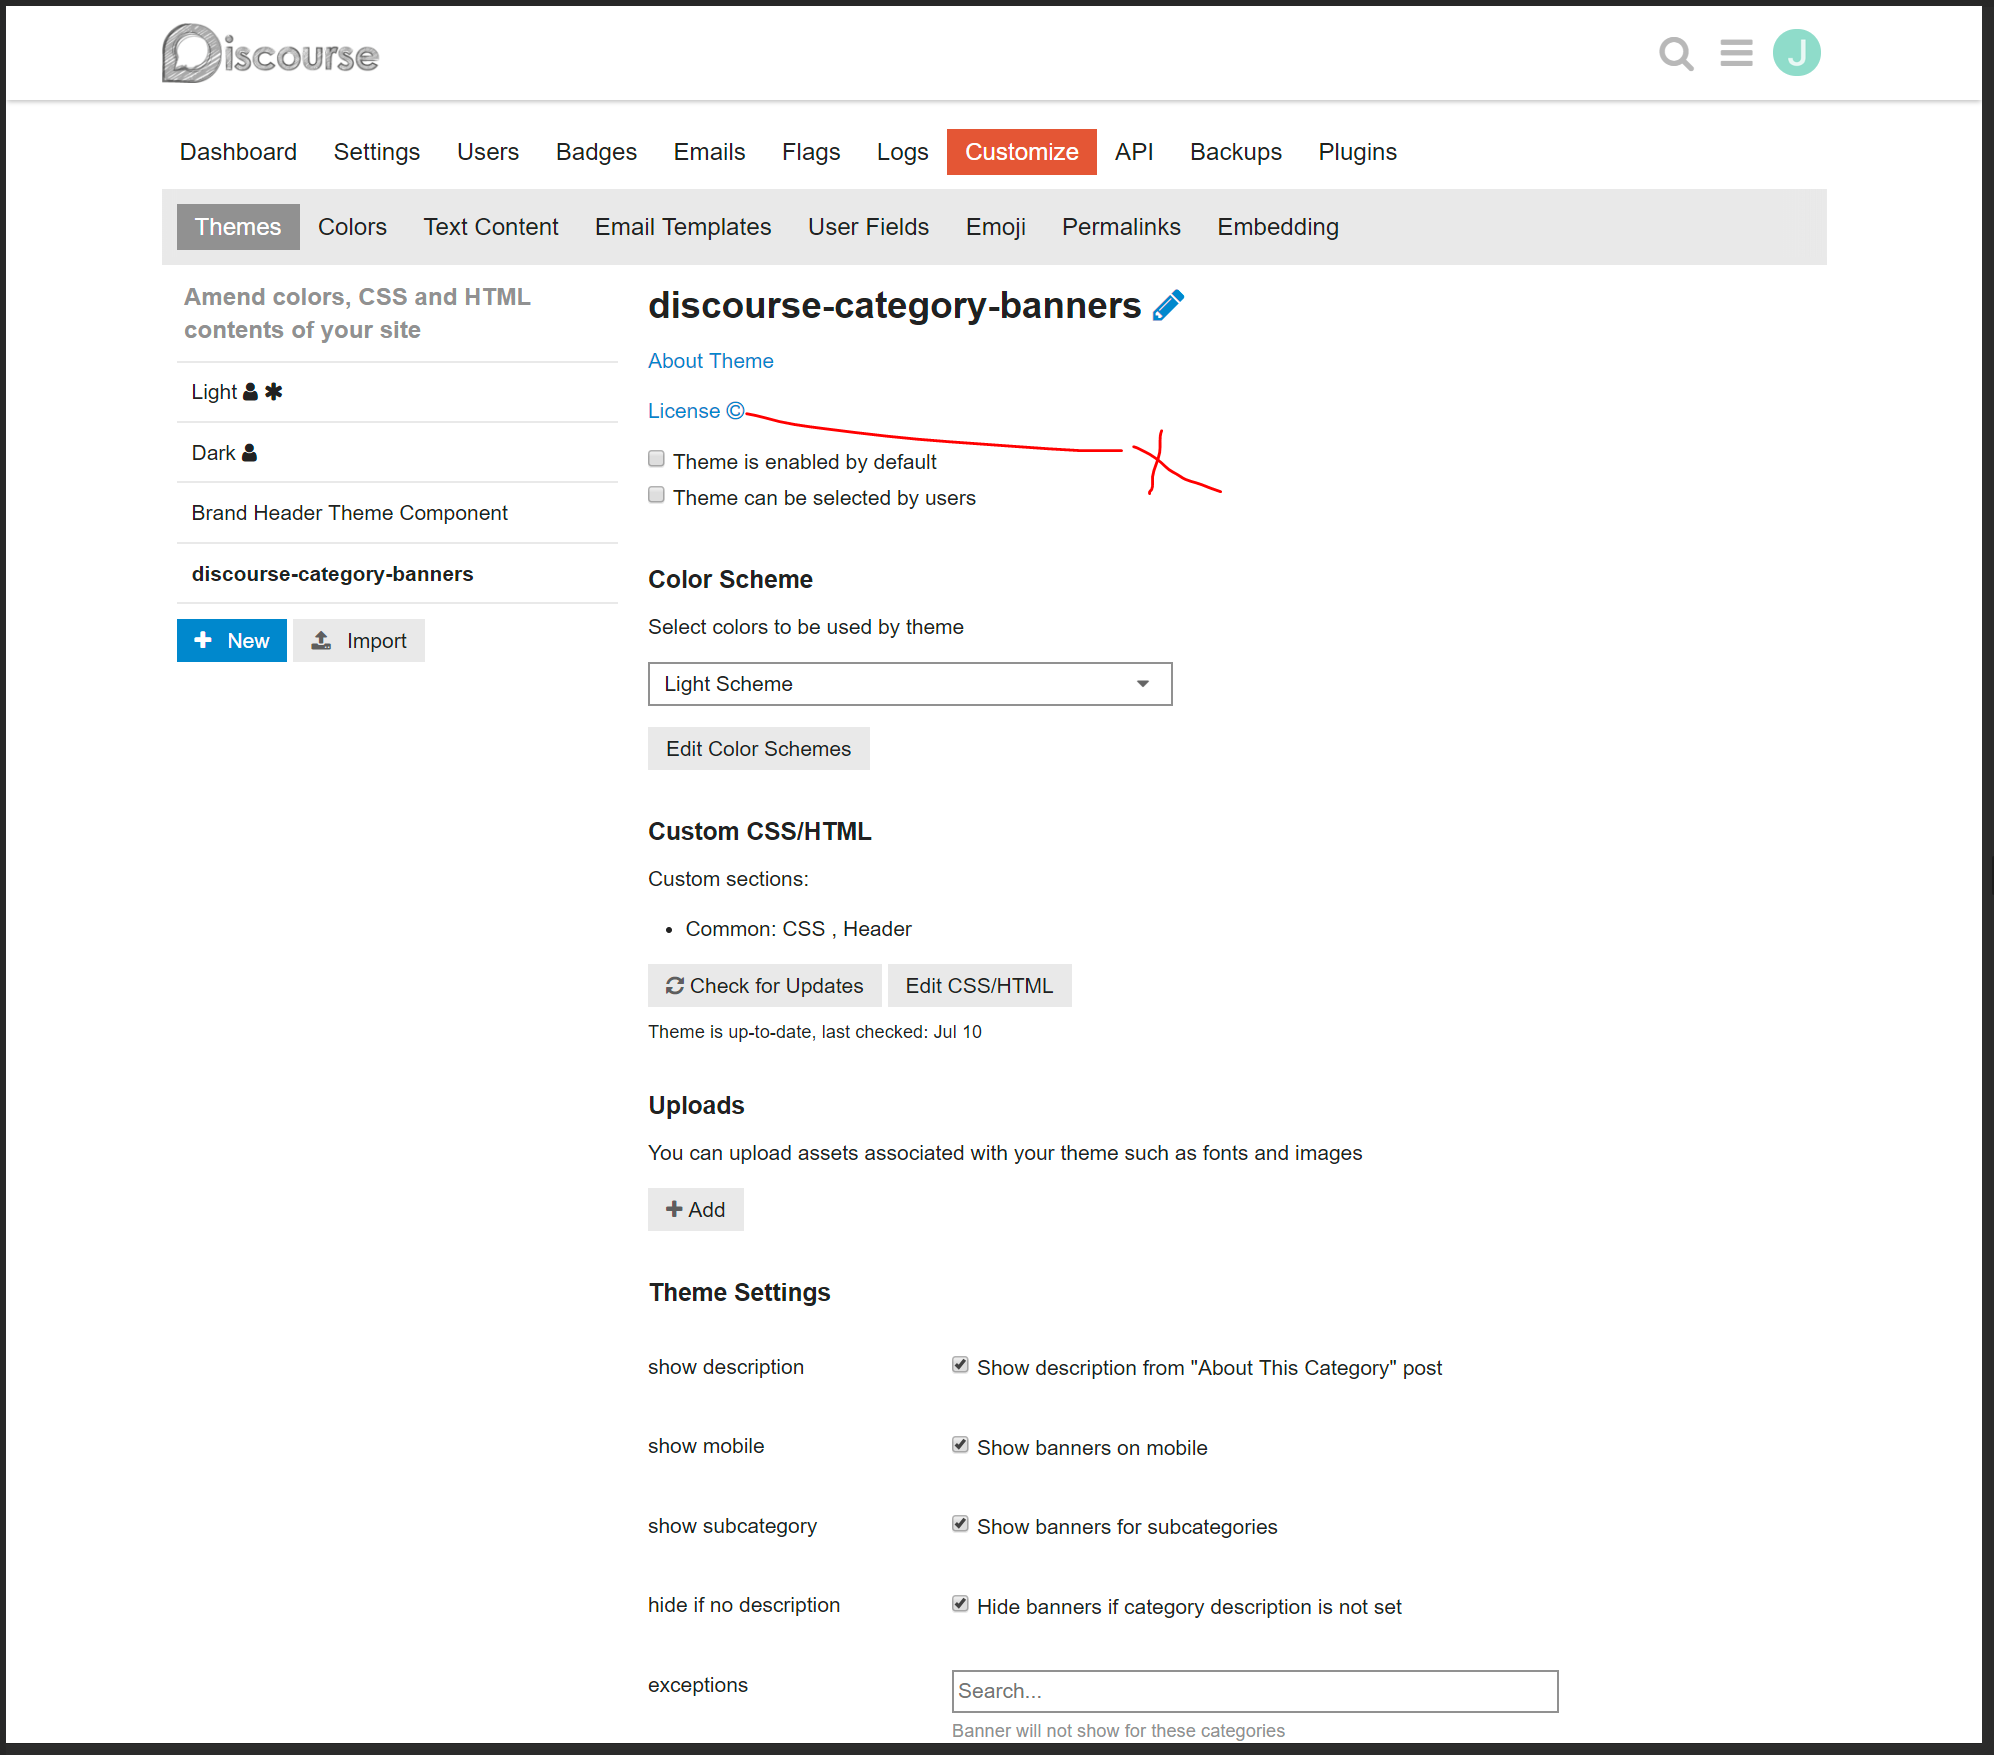 Discourse
J
Dashboard Settings Users Badges Emails Flags Logs Customize API Backups Plugins
Themes Colors Text Content Email Templates User Fields Emoji Permalinks Embedding
Amend colors, CSS and HTML
contents of your site
Light
Dark
Brand Header Theme Component
discourse-category-banners
New Import
discourse-category-banners
About Theme
License ©
Theme is enabled by default
Theme can be selected by users
Color Scheme
Select colors to be used by theme
Light Scheme
Edit Color Schemes
Custom CSS/HTML
Custom sections:
• Common: CSS , Header
Check for Updates Edit CSS/HTML
Theme is up-to-date, last checked: Jul 10
Uploads
You can upload assets associated with your theme such as fonts and images
+ Add
Theme Settings
show description Show description from "About This Category" post
show mobile Show banners on mobile
show subcategory Show banners for subcategories
hide if no description Hide banners if category description is not set
exceptions Search...
Banner will not show for these categories